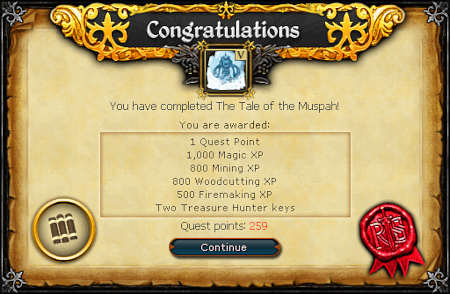 Congratulations
V
You have completed The Tale of the Muspah!
You are awarded:
1 Quest Point
1,000 Magic XP
800 Mining XP
800 Woodcutting XP
500 Firemaking XP
Two Treasure Hunter keys
Quest points: 259
Continue